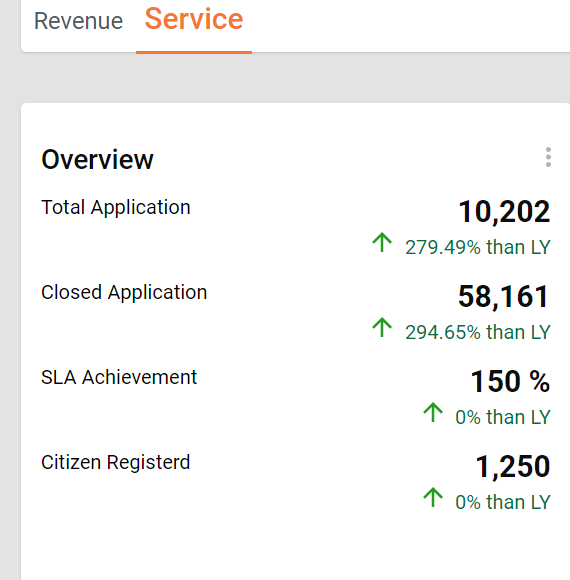 Revenue Service
Overview
Total Application 10,202
279.49% than LY
Closed Application 58,161
294.65% than LY
SLA Achievement 150 %
0% than LY
Citizen Registerd 1,250
0% than LY